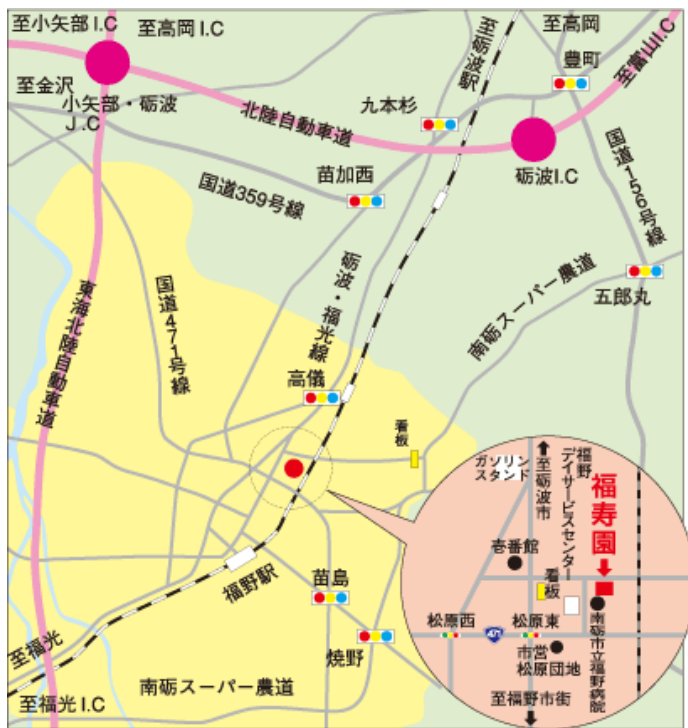 至小矢部I.C
至高岡I.C
至高岡
至砺波駅
豊町
至富山I.C
至金沢
小矢部・砺波
J.C
北陸自動車道
九本杉
砺波I.C
国道156号線
苗加西
国道359号線
砺波・福光線
国道471号線
東海北陸自動車道
南砺スーパー農道
五郎丸
高儀
看板
福野駅
苗島
焼野
至福光
至福光I.C
南砺スーパー農道
ガソリン
スタンド
至砺波市
福野
デイサービスセンター
福寿園
壱番館
看板
松原西
471
松原東
市営
松原団地
南砺市立福野病院
至福野市街